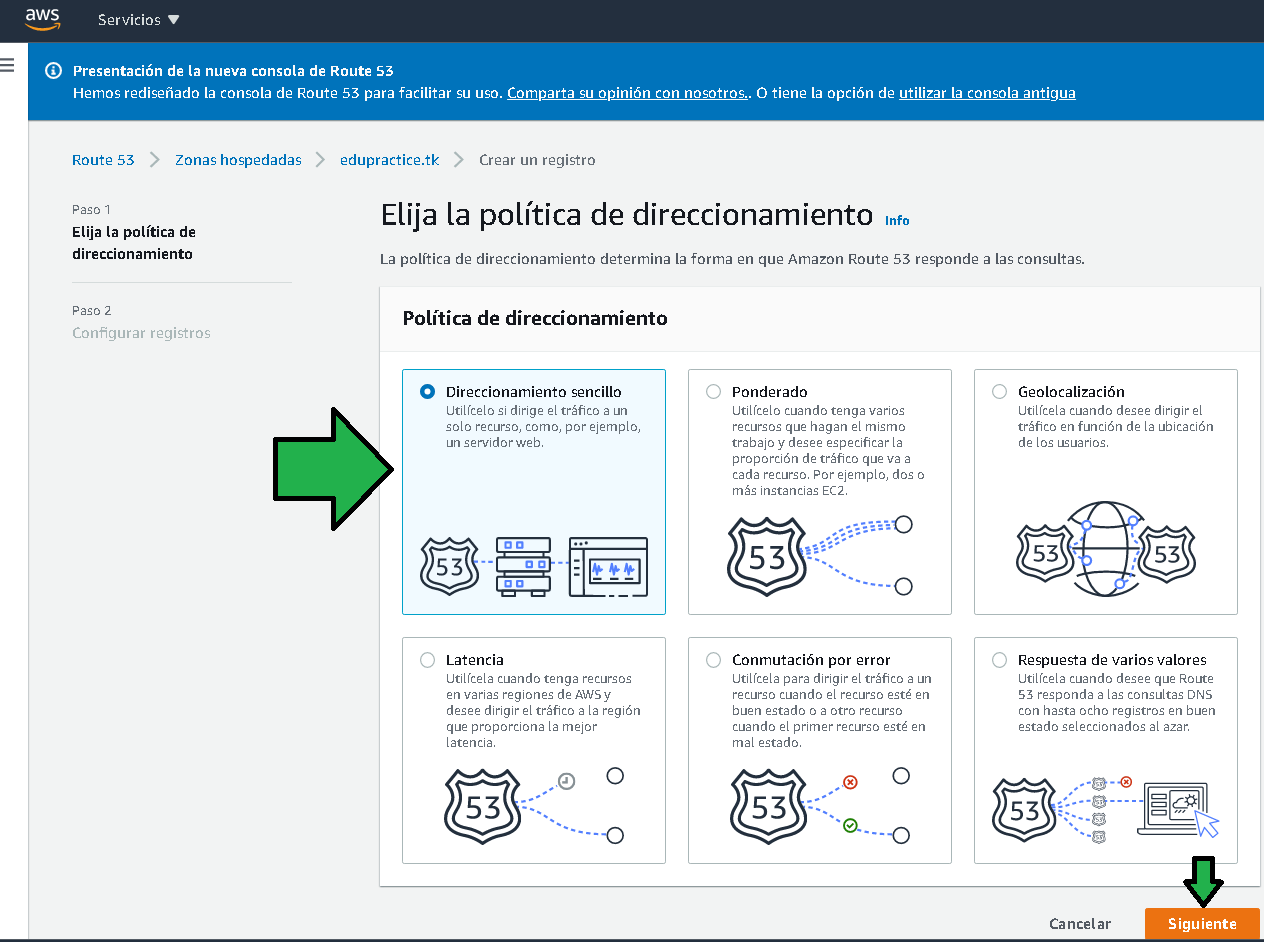 aws
Servicios
Presentación de la nueva consola de Route 53
Hemos rediseñado la consola de Route 53 para facilitar su uso. Comparta su opinión con nosotros.. O tiene la opción de utilizar la consola antigua
Route 53 Zonas hospedadas edupractice.tk Crear un registro
Paso 1
Elija la política de
direccionamiento
Paso 2
Configurar registros
Elija la política de direccionamiento Info
La política de direccionamiento determina la forma en que Amazon Route 53 responde a las consultas.
Política de direccionamiento
Direccionamiento sencillo
Utilícelo si dirige el tráfico a un
solo recurso, como, por ejemplo,
un servidor web.
53
Ponderado
Utilícelo cuando tenga varios
recursos que hagan el mismo
trabajo y desee especificar la
proporción de tráfico que va a
cada recurso. Por ejemplo, dos o
más instancias EC2.
53
Geolocalización
Utilícela cuando desee dirigir el
tráfico en función de la ubicación
de los usuarios.
53
53
Latencia
Utilícela cuando tenga recursos
en varias regiones de AWS y
desee dirigir el tráfico a la región
que proporciona la mejor
latencia.
53
Conmutación por error
Utilícela para dirigir el tráfico a un
recurso cuando el recurso esté en
buen estado o a otro recurso
cuando el primer recurso esté en
mal estado.
53
Respuesta de varios valores
Utilícela cuando desee que Route
53 responda a las consultas DNS
con hasta ocho registros en buen
estado seleccionados al azar.
53
53
53
53
53
Cancelar
Siguiente